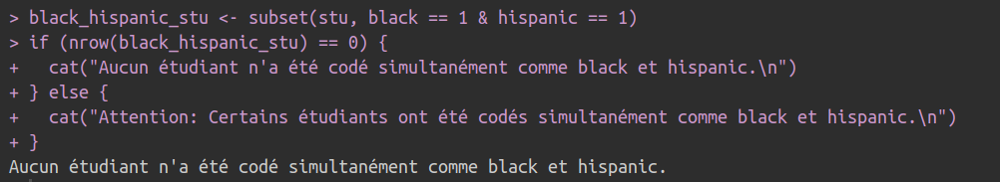 > black_hispanic_stu <- subset(stu, black == 1 & hispanic == 1)
> if (nrow(black_hispanic_stu) == 0) {
+   cat("Aucun étudiant n'a été codé simultanément comme black et hispanic.\n")
+ } else {
+   cat("Attention: Certains étudiants ont été codés simultanément comme black et hispanic.\n")
+ }
Aucun étudiant n'a été codé simultanément comme black et hispanic.